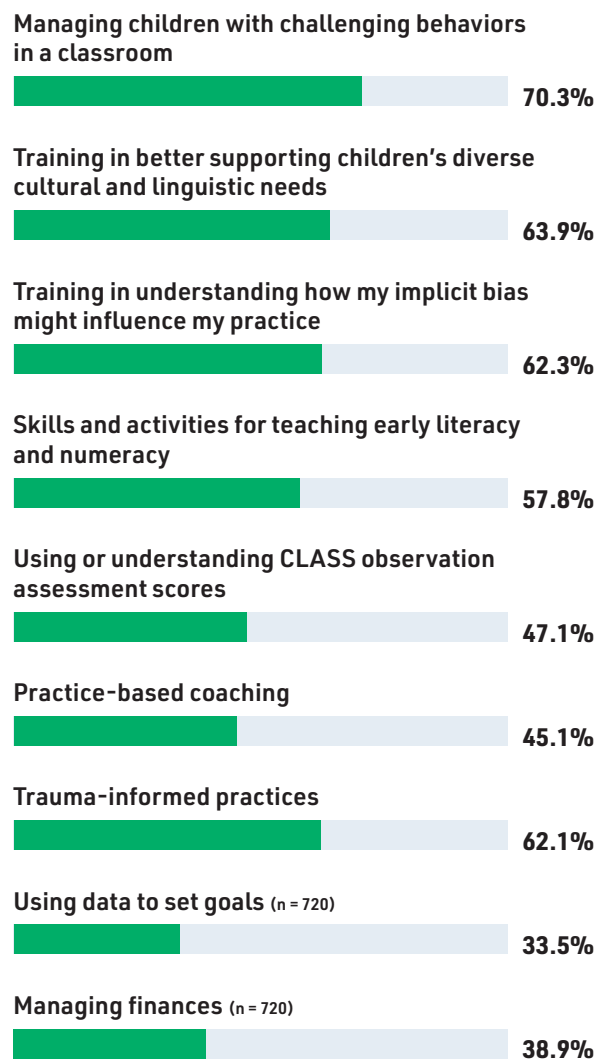 Managing children with challenging behaviors
in a classroom
70.3%
Training in better supporting children's diverse
cultural and linguistic needs
63.9%
Training in understanding how my implicit bias
might influence my practice
62.3%
Skills and activities for teaching early literacy
and numeracy
57.8%
Using or understanding CLASS observation
assessment scores
47.1%
Practice-based coaching
45.1%
Trauma-informed practices
62.1%
Using data to set goals (n = 720)
33.5%
Managing finances (n = 720)
38.9%